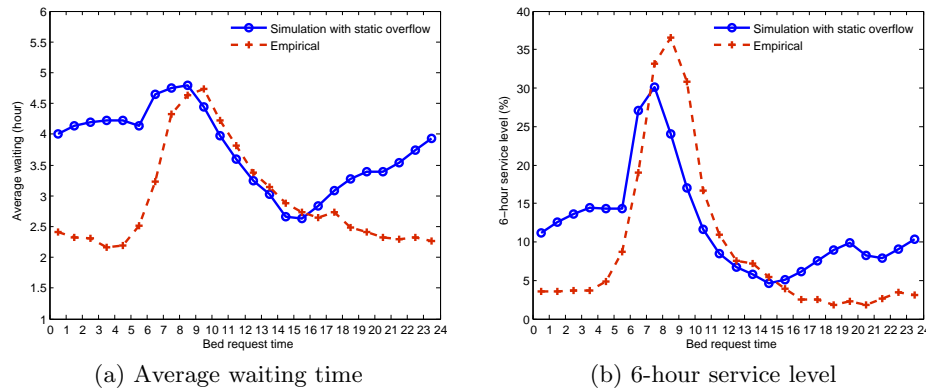 6
5.5
5
4.5
4
3.5
3
2.5
2
1.5
1
Average waiting (hour)
Simulation with static overflow
Empirical
0 1 2 3 4 5 6 7 8 9 10 11 12 13 14 15 16 17 18 19 20 21 22 23 24
Bed request time
(a) Average waiting time
40
35
30
25
20
15
10
5
0
6−hour service level (%)
Simulation with static overflow
Empirical
0 1 2 3 4 5 6 7 8 9 10 11 12 13 14 15 16 17 18 19 20 21 22 23 24
Bed request time
(b) 6-hour service level